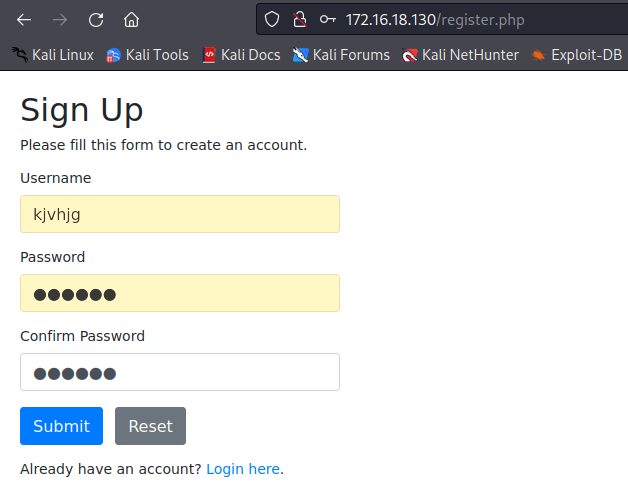 172.16.18.130/register.php
Kali Linux Kali Tools Kali Docs Kali Forums Kali NetHunter Exploit-DB
Sign Up
Please fill this form to create an account.
Username
kjvhjg
Password
●●●●●●
Confirm Password
●●●●●●
Submit Reset
Already have an account? Login here.